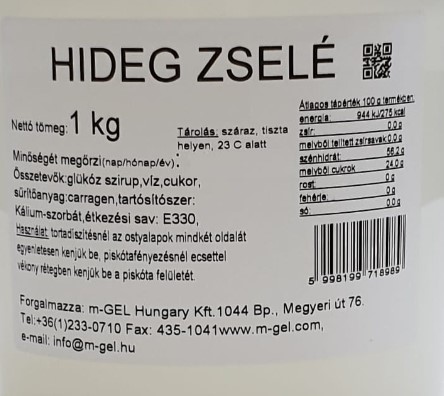 HIDEG ZSELÉ
Nettó tömeg: 1 kg
Tárolás: száraz, tiszta
helyen, 23 C alatt
Minőségét megőrzi(nap/hónap/év):
Összetevők:glükóz szirup,víz,cukor,
sűrítőanyag:carragen,tartósítószer:
Kálium-szorbát,étkezési sav: E330,
Használat: tortadíszítésnél az ostyalapok mindkét oldalát
egyenletesen kenjük be, piskótafényezésnél ecsettel
vékony rétegben kenjük be a piskóta felületét.
Átlagos tápérték 100 g termékben:
energia: 944 kJ/275 kcal
zsír: 0,0 g
melyből telített zsírsavak 0,0 g
szénhidrát: 58,2 g
melyből cukrok 24,0 g
rost: 0 g
fehérje: 0 g
só: 0,0 g
5 998199 718989
Forgalmazza: m-GEL Hungary Kft.1044 Bp., Megyeri út 76.
Tel:+36(1)233-0710 Fax: 435-1041www.m-gel.com,
e-mail: info@m-gel.hu